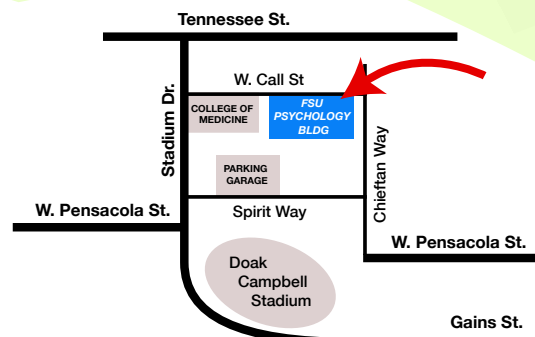 Tennessee St.
W. Call St
Stadium Dr.
COLLEGE OF
MEDICINE
FSU
PSYCHOLOGY
BLDG
Chieftan Way
PARKING
GARAGE
W. Pensacola St.
Spirit Way
W. Pensacola St.
Doak
Campbell
Stadium
Gains St.